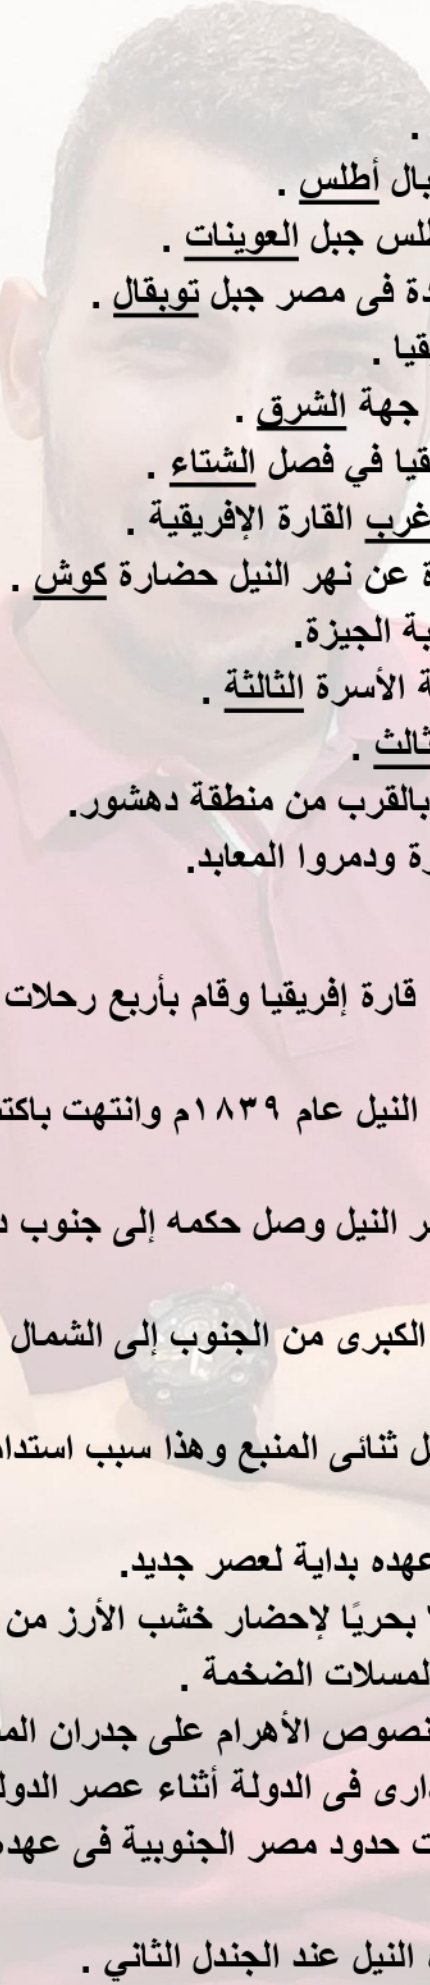 .
بال أطلس .
طلس جبل العوينات .
دة فى مصر جبل توبقال .
قيا .
جهة الشرق .
قيا في فصل الشتاء .
غرب القارة الإفريقية .
ة عن نهر النيل حضارة كوش .
بة الجيزة.
ة الأسرة الثالثة .
ثالث .
بالقرب من منطقة دهشور.
رة ودمروا المعابد.
قارة إفريقيا وقام بأربع رحلات
النيل عام ١٨٣٩م وانتهت باكتش
ر النيل وصل حكمه إلى جنوب د
الكبرى من الجنوب إلى الشمال
ل ثنائى المنبع وهذا سبب استدا
عهده بداية لعصر جديد.
بحريًا لإحضار خشب الأرز من
لمسلات الضخمة .
نصوص الأهرام على جدران الم
دارى فى الدولة أثناء عصر الدول
ت حدود مصر الجنوبية فى عهد
النيل عند الجندل الثاني .